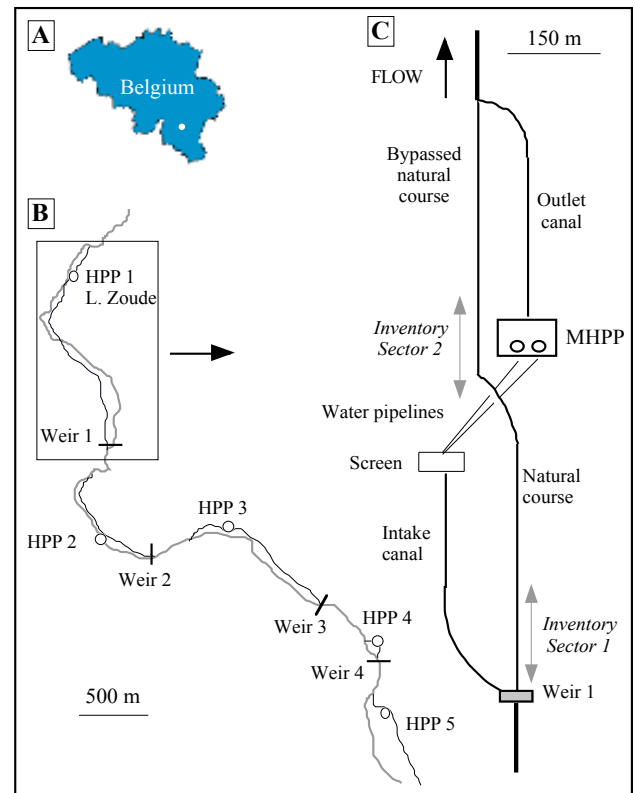 A
Belgium
B
HPP 1
L. Zoude
Weir 1
HPP 2
Weir 2
HPP 3
Weir 3
HPP 4
Weir 4
HPP 5
500 m
C
150 m
FLOW
Bypassed
natural
course
Outlet
canal
Inventory
Sector 2
MHPP
Water pipelines
Screen
Natural
course
Intake
canal
Inventory
Sector 1
Weir 1